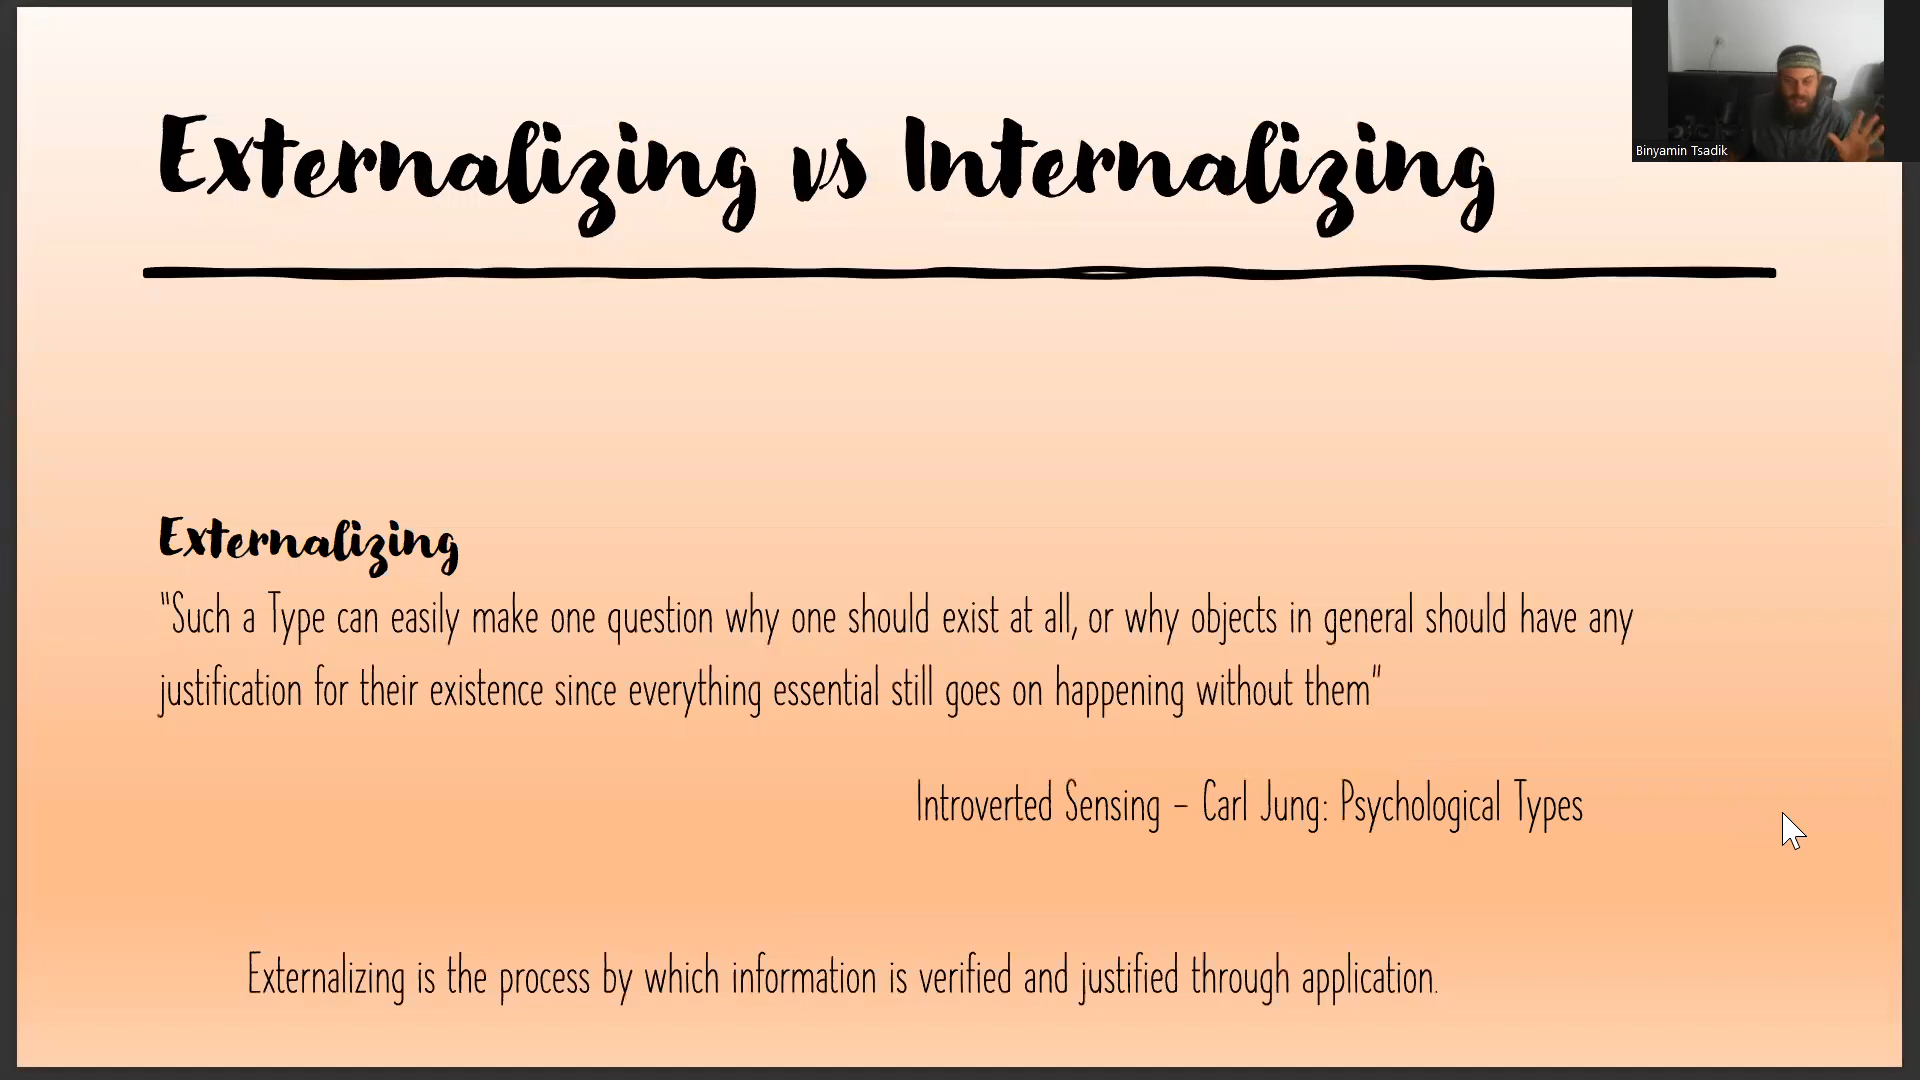 Binyamin Tsadik
Externalizing vs Internalizing
Externalizing
"Such a Type can easily make one question why one should exist at all, or why objects in general should have any
justification for their existence since everything essential still goes on happening without them"
Introverted Sensing - Carl Jung: Psychological Types
Externalizing is the process by which information is verified and justified through application.